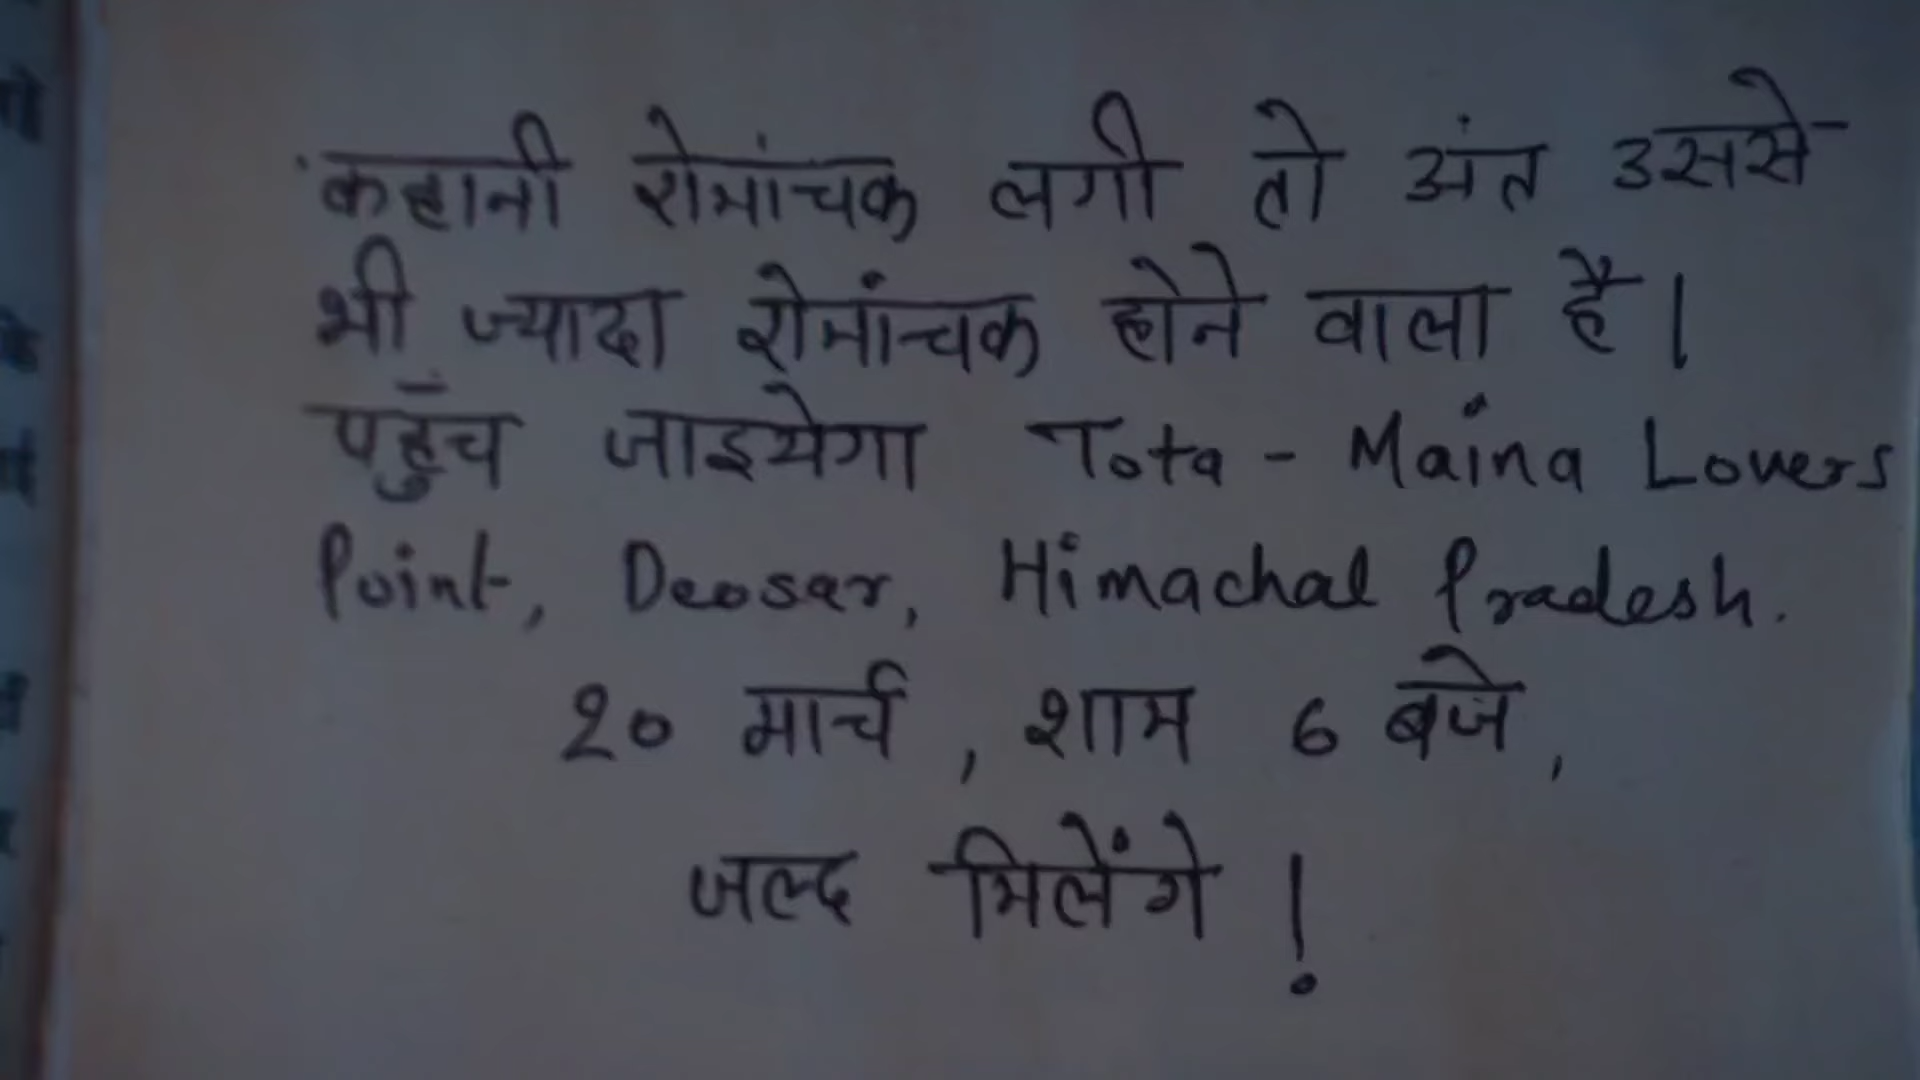 कहानी रोमांचक लगी तो अंत उससे
भी ज्यादा रोमांचक होने वाला है।
पहुँच जाइयेगा Tota - Maina Lovers
Point, Deosar, Himachal Pradesh.
20 मार्च, शाम 6 बजे,
जल्द मिलेंगे!